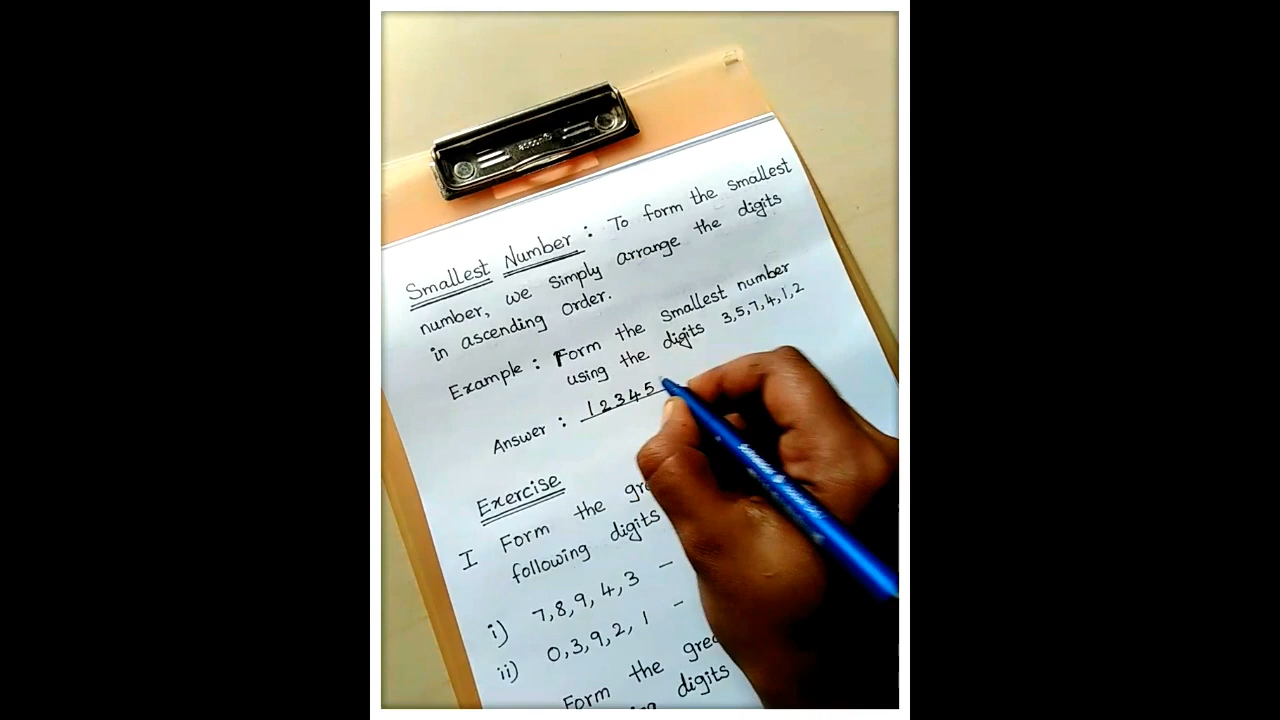 Smallest Number : To form the smallest
number, we simply arrange the digits
in ascending order.
Example : Form the smallest number
using the digits 3,5,7,4,1,2
Answer : 12345
Exercise
I Form the
following digits
i) 7,8,9,4,3 -
ii) 0,3,9,2,1 -
Form the
digits